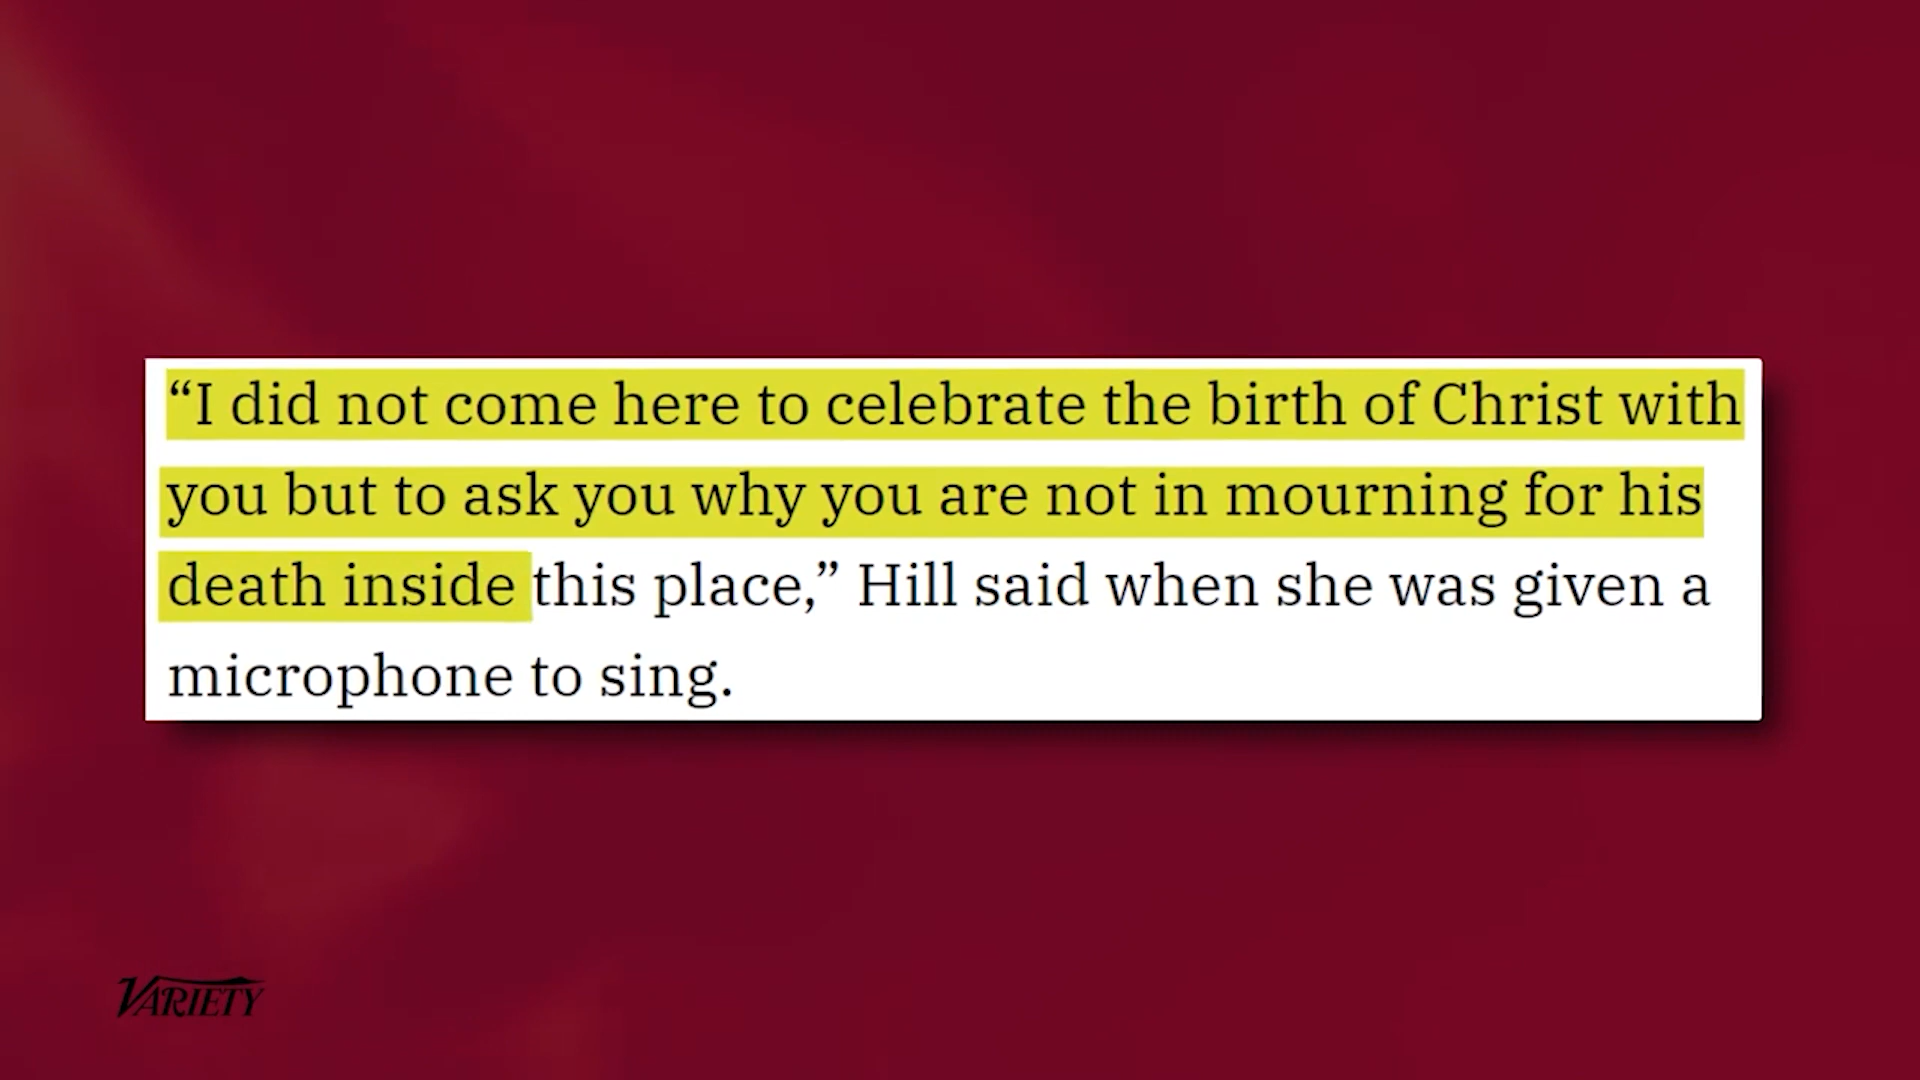 “I did not come here to celebrate the birth of Christ with
you but to ask you why you are not in mourning for his
death inside this place,” Hill said when she was given a
microphone to sing.
VARIETY